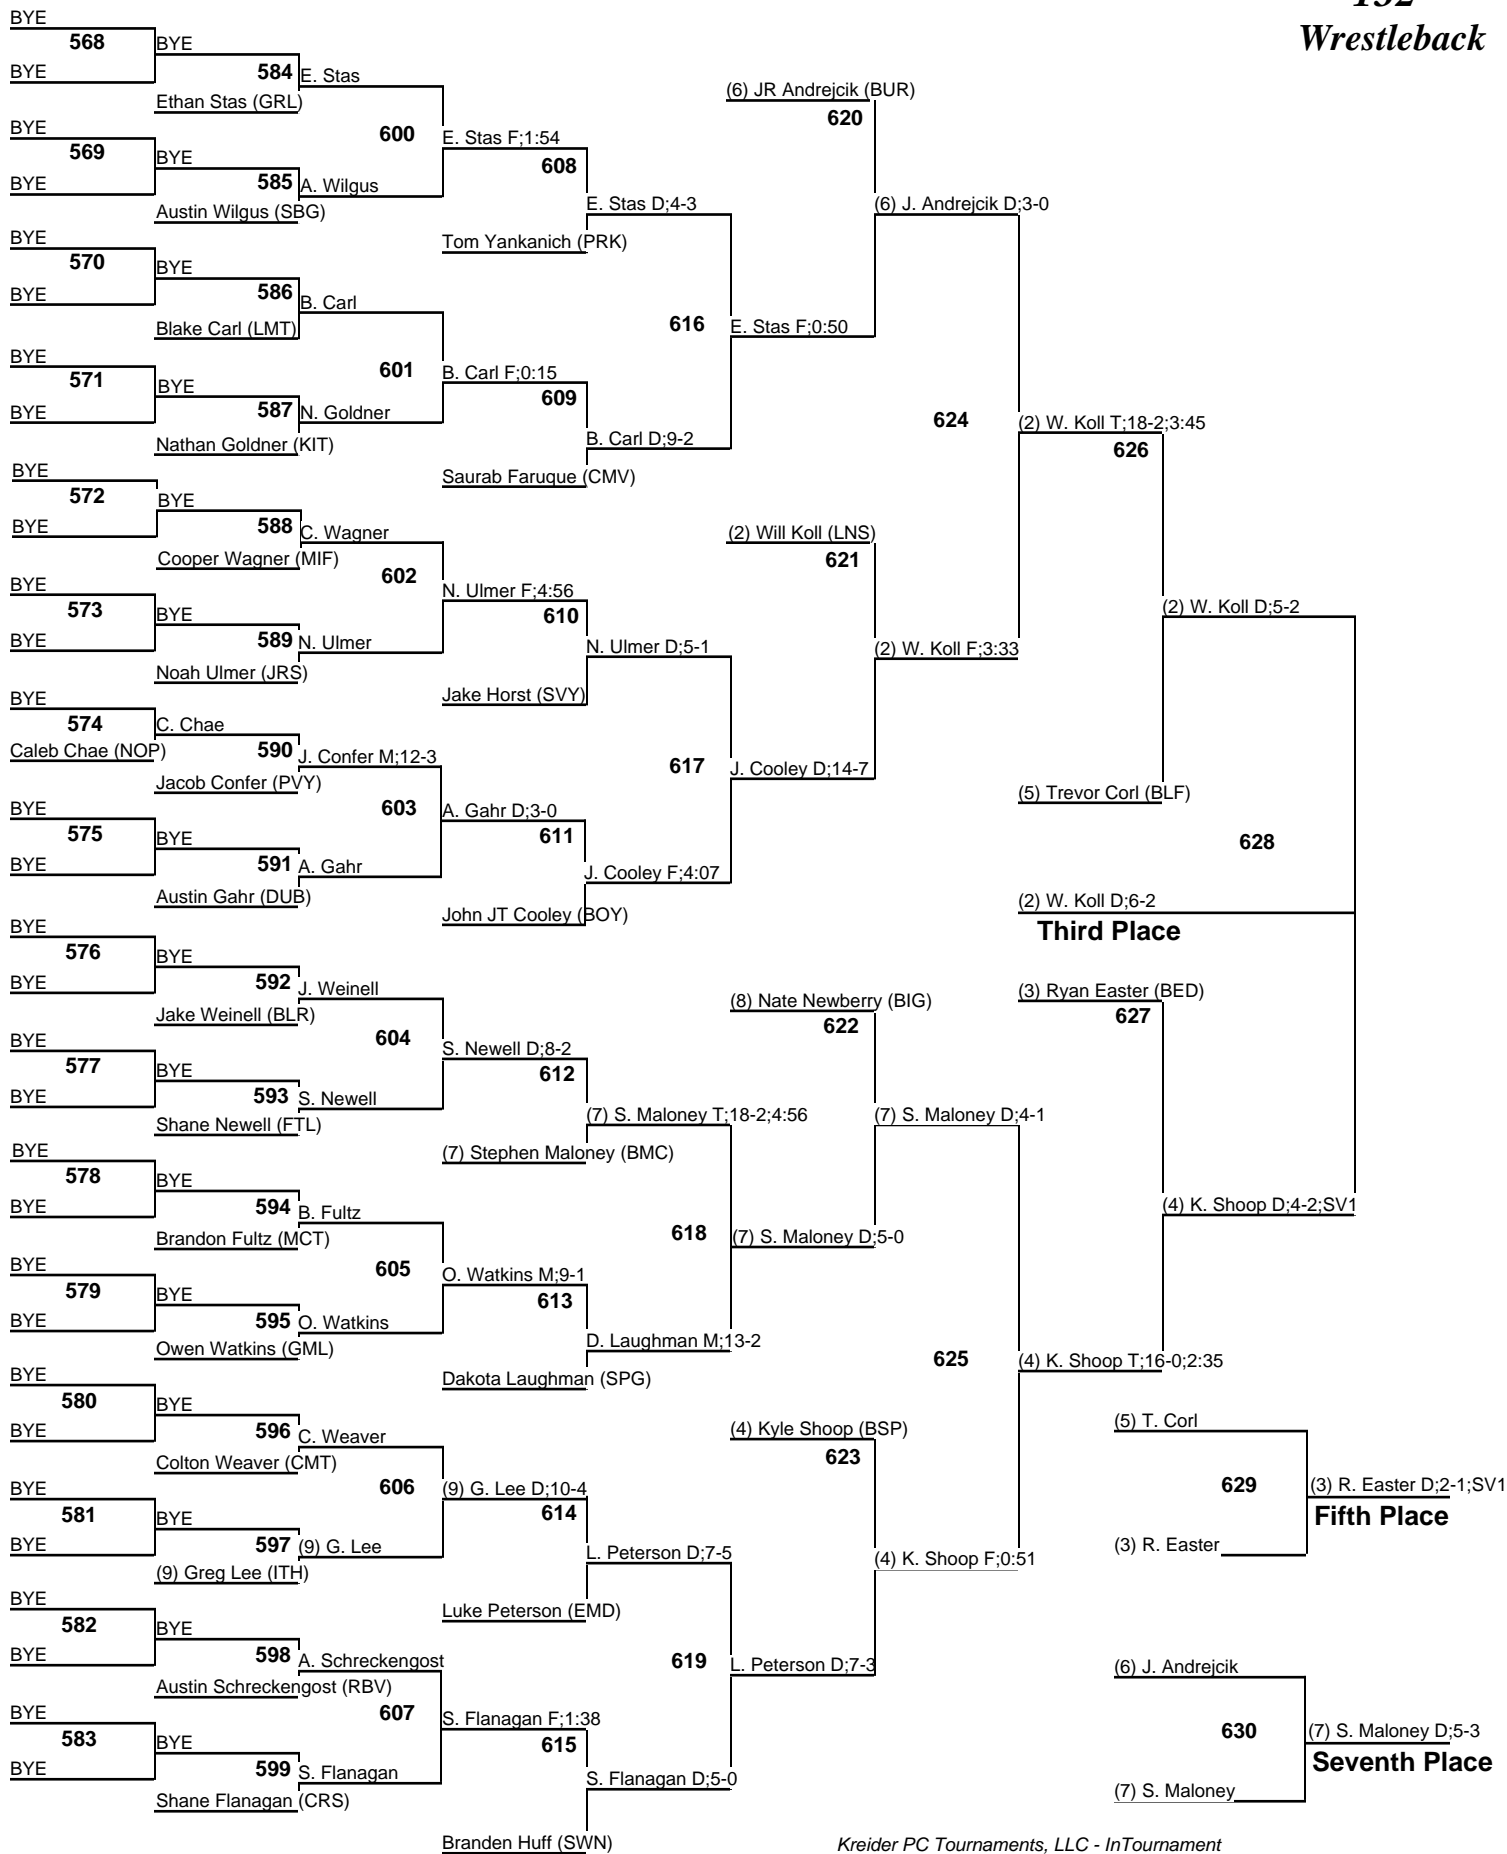 132
Wrestleback
BYE
568
BYE
BYE
584
E. Stas
Ethan Stas (GRL)
BYE
569
BYE
BYE
585
A. Wilgus
Austin Wilgus (SBG)
600
E. Stas F;1:54
608
E. Stas D;4-3
Tom Yankanich (PRK)
BYE
570
BYE
BYE
586
B. Carl
Blake Carl (LMT)
BYE
571
BYE
BYE
587
N. Goldner
Nathan Goldner (KIT)
601
B. Carl F;0:15
609
B. Carl D;9-2
Saurab Faruque (CMV)
616
E. Stas F;0:50
(6) JR Andrejcik (BUR)
620
(6) J. Andrejcik D;3-0
BYE
572
BYE
BYE
588
C. Wagner
Cooper Wagner (MIF)
BYE
573
BYE
BYE
589
N. Ulmer
Noah Ulmer (JRS)
602
N. Ulmer F;4:56
610
N. Ulmer D;5-1
Jake Horst (SVY)
BYE
574
Caleb Chae (NOP)
C. Chae
590
J. Confer M;12-3
Jacob Confer (PVY)
BYE
575
BYE
BYE
591
A. Gahr
Austin Gahr (DUB)
603
A. Gahr D;3-0
611
J. Cooley F;4:07
John JT Cooley (BOY)
617
J. Cooley D;14-7
(2) Will Koll (LNS)
621
(2) W. Koll F;3:33
624
(2) W. Koll T;18-2;3:45
626
(2) W. Koll D;5-2
(5) Trevor Corl (BLF)
628
(2) W. Koll D;6-2
Third Place
BYE
576
BYE
BYE
592
J. Weinell
Jake Weinell (BLR)
BYE
577
BYE
BYE
593
S. Newell
Shane Newell (FTL)
604
S. Newell D;8-2
612
(7) S. Maloney T;18-2;4:56
(7) Stephen Maloney (BMC)
BYE
578
BYE
BYE
594
B. Fultz
Brandon Fultz (MCT)
BYE
579
BYE
BYE
595
O. Watkins
Owen Watkins (GML)
605
O. Watkins M;9-1
613
D. Laughman M;13-2
Dakota Laughman (SPG)
618
(7) S. Maloney D;5-0
(8) Nate Newberry (BIG)
622
(7) S. Maloney D;4-1
BYE
580
BYE
BYE
596
C. Weaver
Colton Weaver (CMT)
BYE
581
BYE
BYE
597
(9) G. Lee
(9) Greg Lee (ITH)
606
(9) G. Lee D;10-4
614
L. Peterson D;7-5
Luke Peterson (EMD)
BYE
582
BYE
BYE
598
A. Schreckengost
Austin Schreckengost (RBV)
BYE
583
BYE
BYE
599
S. Flanagan
Shane Flanagan (CRS)
607
S. Flanagan F;1:38
615
S. Flanagan D;5-0
Branden Huff (SWN)
619
L. Peterson D;7-3
(4) Kyle Shoop (BSP)
623
(4) K. Shoop F;0:51
625
(4) K. Shoop T;16-0;2:35
(3) Ryan Easter (BED)
627
(4) K. Shoop D;4-2;SV1
(5) T. Corl
629
(3) R. Easter
(3) R. Easter D;2-1;SV1
Fifth Place
(6) J. Andrejcik
630
(7) S. Maloney
(7) S. Maloney D;5-3
Seventh Place
Kreider PC Tournaments, LLC - InTournament